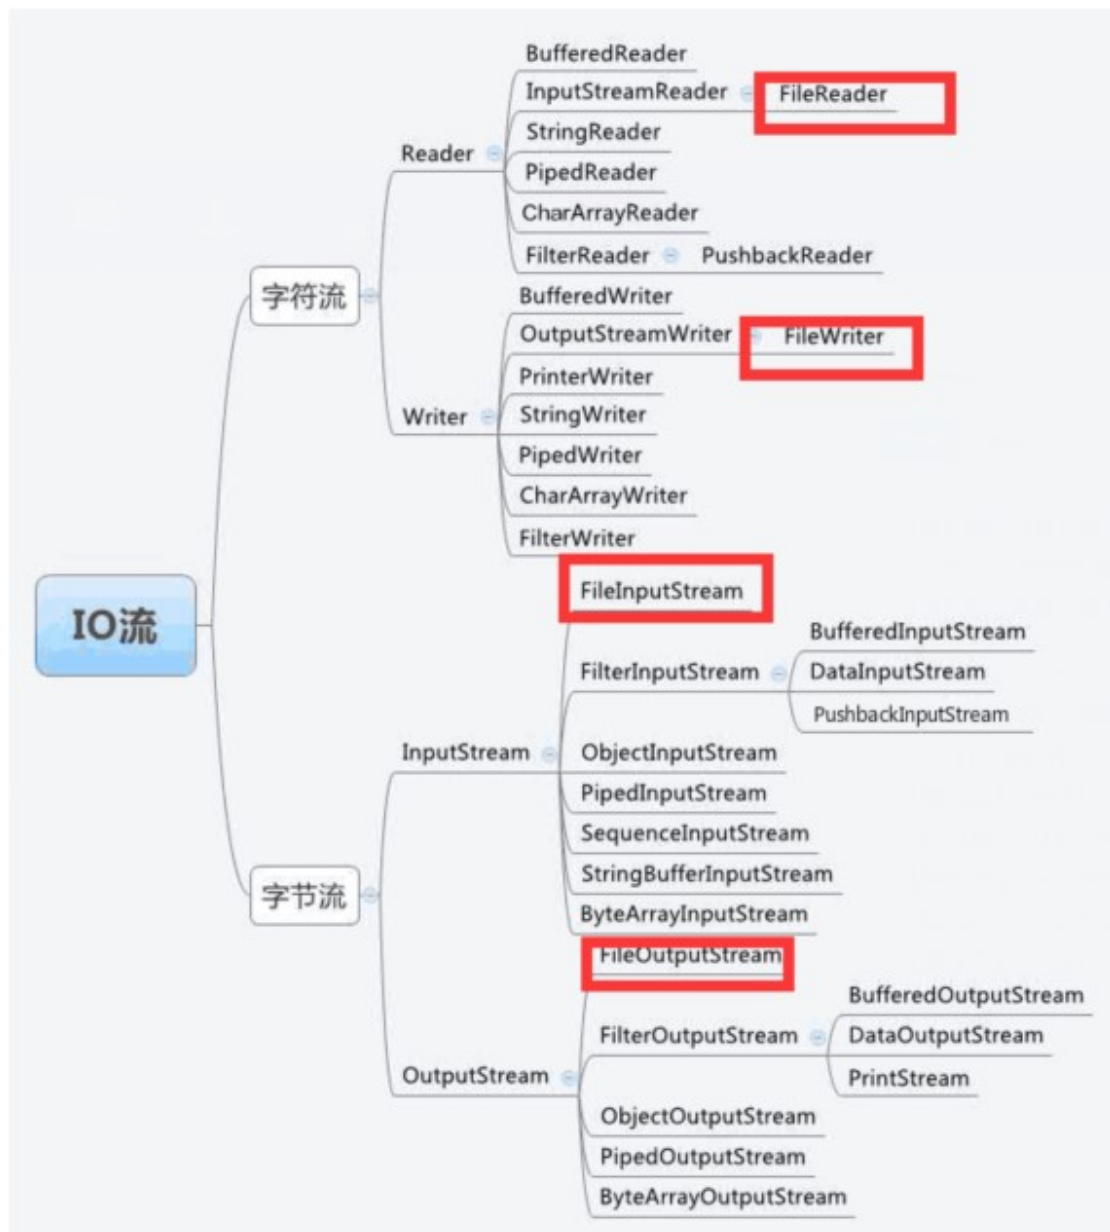 BufferedReader
InputStreamReader
FileReader
StringReader
Reader
PipedReader
CharArrayReader
FilterReader
PushbackReader
字符流
BufferedWriter
OutputStreamWriter
FileWriter
PrinterWriter
Writer
StringWriter
PipedWriter
CharArrayWriter
FilterWriter
IO流
FileInputStream
BufferedInputStream
FilterInputStream
DataInputStream
PushbackInputStream
InputStream
ObjectInputStream
PipedInputStream
SequenceInputStream
StringBufferInputStream
字节流
ByteArrayInputStream
FileOutputStream
BufferedOutputStream
FilterOutputStream
DataOutputStream
OutputStream
PrintStream
ObjectOutputStream
PipedOutputStream
ByteArrayOutputStream